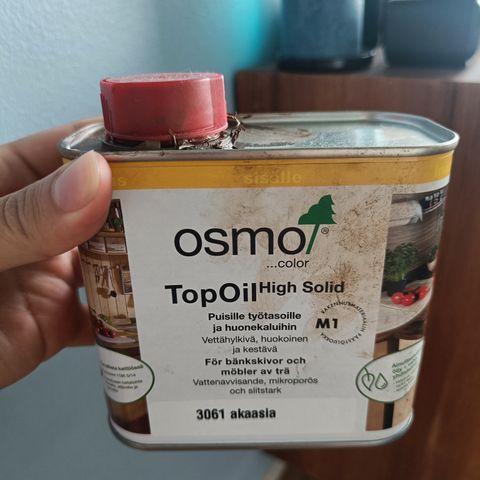 sisälle
osmo®
...color
TopOil High Solid
Puisille työtasoille
ja huonekaluihin
Vettähylkivä, huokoinen
ja kestävä
För bänkskivor och
möbler av trä
Vattenavvisande, mikroporös
och slitstark
M1
3061 akaasia